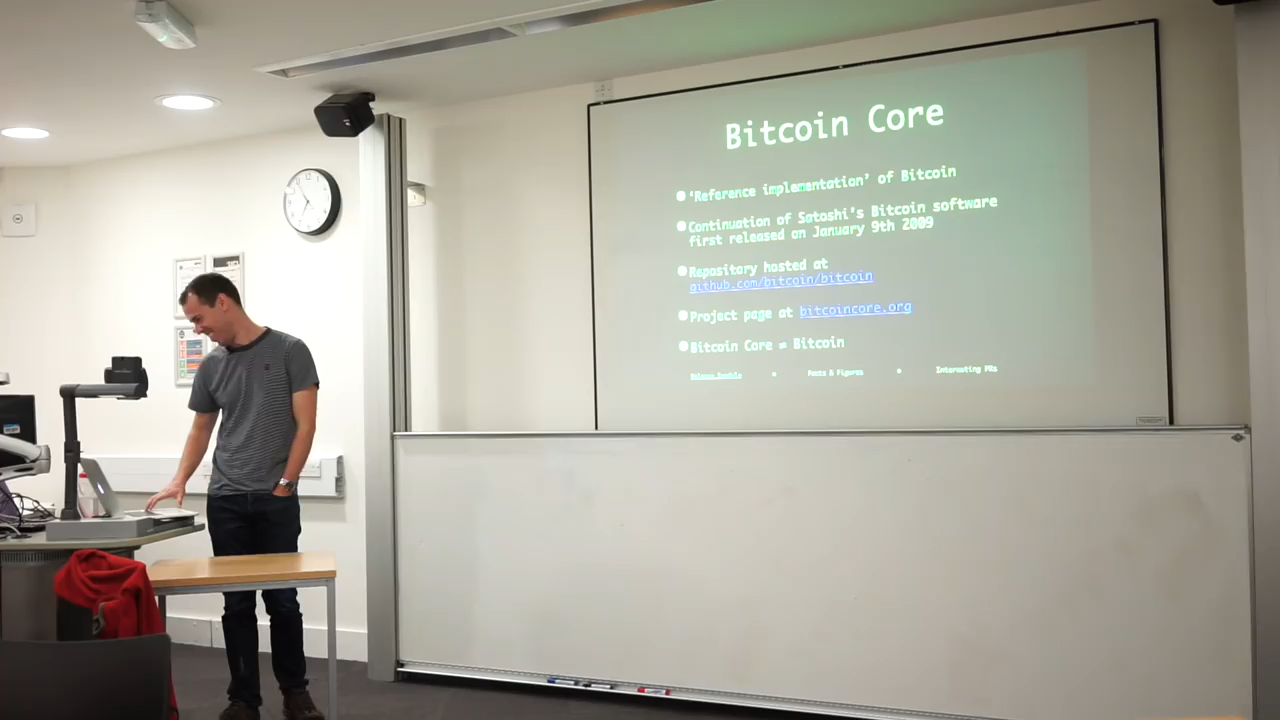 Bitcoin Core
'Reference implementation' of Bitcoin
Continuation of Satoshi's Bitcoin software
first released on January 9th 2009
Repository hosted at
github.com/bitcoin/bitcoin
Project page at bitcoincore.org
Bitcoin Core = Bitcoin
Facts & Figures
Interesting PRs